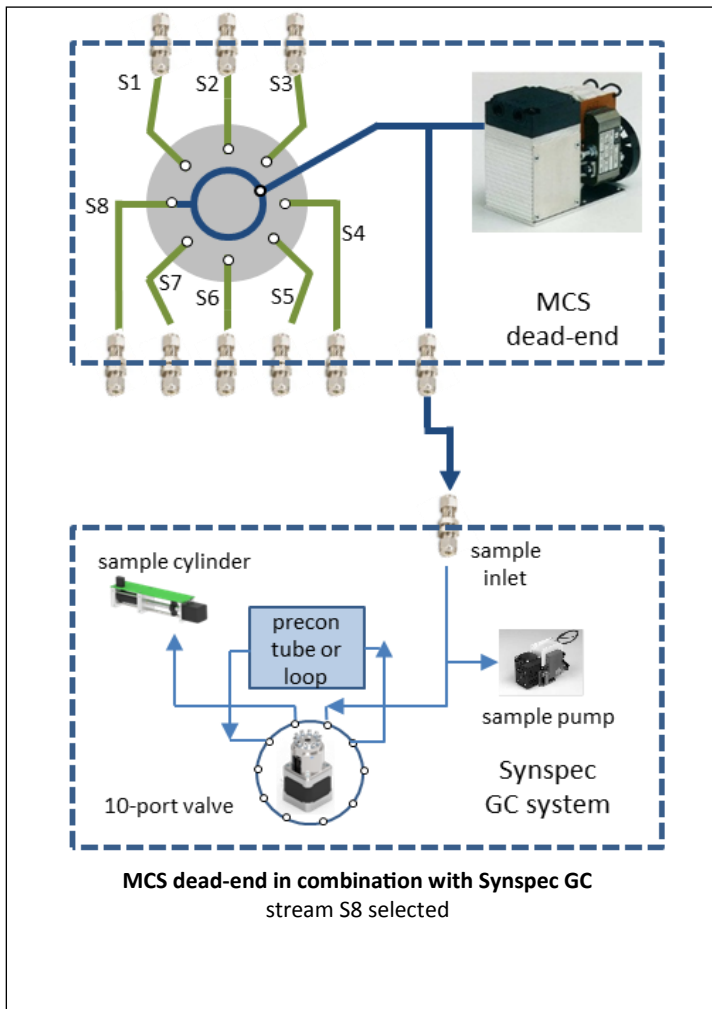 S1
S2
S3
S8
S4
S7
S6
S5
MCS
dead-end
sample cylinder
sample
inlet
precon
tube or
loop
sample pump
10-port valve
Synspec
GC system
MCS dead-end in combination with Synspec GC
stream S8 selected